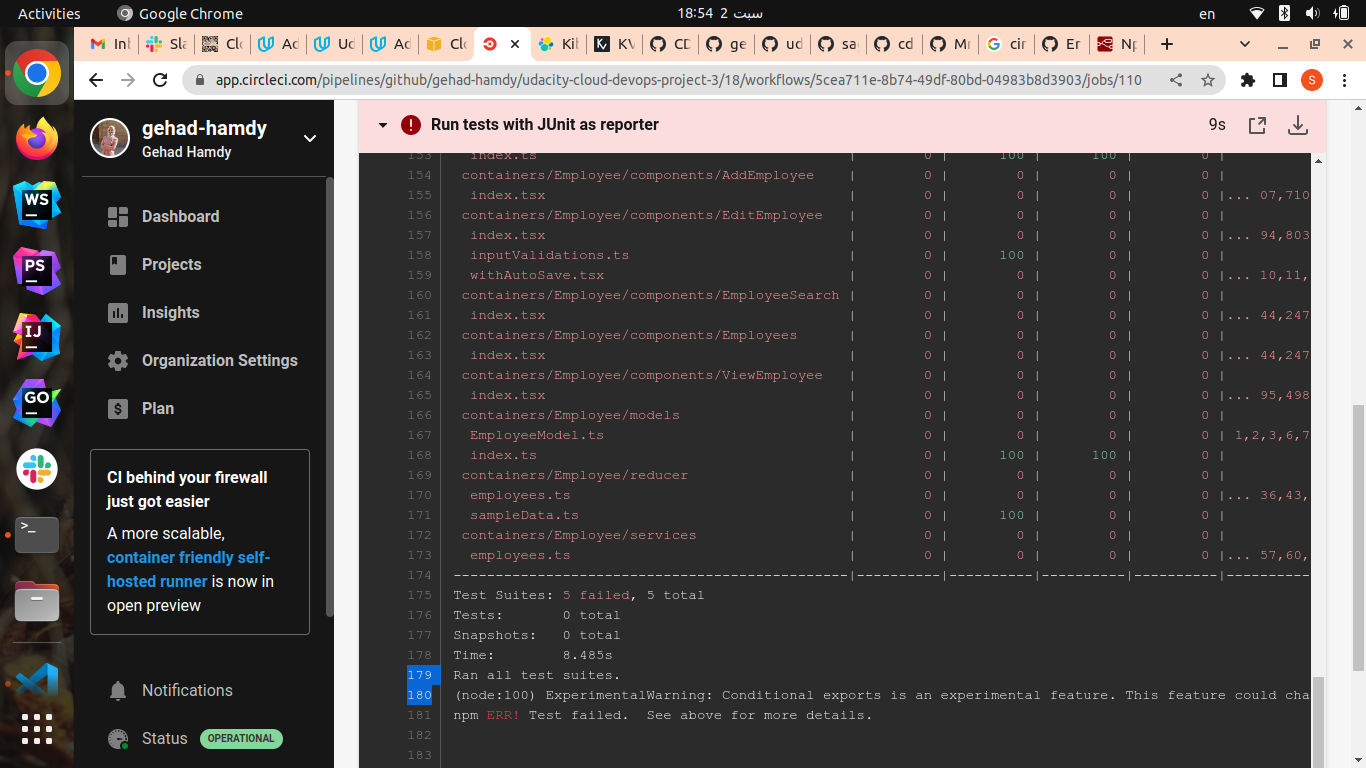 Activities
Google Chrome
18:54 2 سبت
en
Int
Sla
Clo
Ad
Ud
Ad
Clo
Kib
KV
CD
ge
ud
sa
cd
Mr
cir
Er
Np
app.circleci.com/pipelines/github/gehad-hamdy/udacity-cloud-devops-project-3/18/workflows/5cea711e-8b74-49df-80bd-04983b8d3903/jobs/110
S
gehad-hamdy
Gehad Hamdy
Dashboard
Projects
Insights
Organization Settings
Plan
CI behind your firewall
just got easier
A more scalable,
container friendly self-
hosted runner is now in
open preview
Notifications
Status OPERATIONAL
WS
PS
IJ
GO
Run tests with JUnit as reporter 9s
153 index.ts | 0 | 100 | 100 | 0 |
154 containers/Employee/components/AddEmployee | 0 | 0 | 0 | 0 |
155 index.tsx | 0 | 0 | 0 | 0 |... 07,710
156 containers/Employee/components/EditEmployee | 0 | 0 | 0 | 0 |
157 index.tsx | 0 | 0 | 0 | 0 |... 94,803
158 inputValidations.ts | 0 | 100 | 0 | 0 |
159 withAutoSave.tsx | 0 | 0 | 0 | 0 |... 10,11,
160 containers/Employee/components/EmployeeSearch | 0 | 0 | 0 | 0 |
161 index.tsx | 0 | 0 | 0 | 0 |... 44,247
162 containers/Employee/components/Employees | 0 | 0 | 0 | 0 |
163 index.tsx | 0 | 0 | 0 | 0 |... 44,247
164 containers/Employee/components/ViewEmployee | 0 | 0 | 0 | 0 |
165 index.tsx | 0 | 0 | 0 | 0 |... 95,498
166 containers/Employee/models | 0 | 0 | 0 | 0 |
167 EmployeeModel.ts | 0 | 0 | 0 | 0 | 1,2,3,6,7
168 index.ts | 0 | 100 | 100 | 0 |
169 containers/Employee/reducer | 0 | 0 | 0 | 0 |
170 employees.ts | 0 | 0 | 0 | 0 |... 36,43,
171 sampleData.ts | 0 | 100 | 0 | 0 |
172 containers/Employee/services | 0 | 0 | 0 | 0 |
173 employees.ts | 0 | 0 | 0 | 0 |... 57,60,
174 -----------------------------------------------|----------|----------|----------|----------|----------
175 Test Suites: 5 failed, 5 total
176 Tests: 0 total
177 Snapshots: 0 total
178 Time: 8.485s
179 Ran all test suites.
180 (node:100) ExperimentalWarning: Conditional exports is an experimental feature. This feature could cha
181 npm ERR! Test failed. See above for more details.
182
183